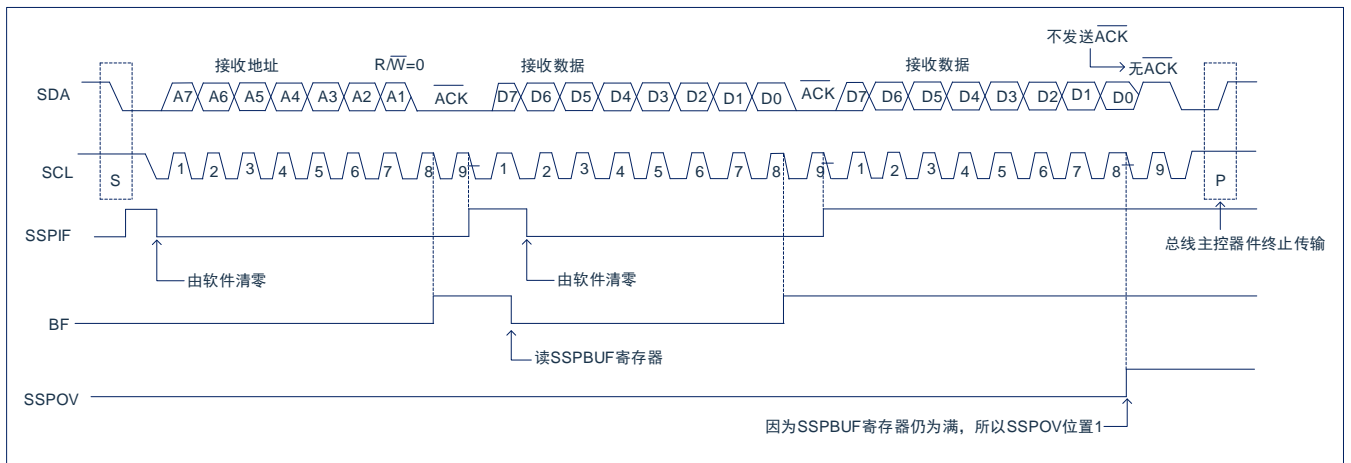 不发送ACK
接收地址 R/W=0 ACK 接收数据 接收数据 无ACK
SDA A7 A6 A5 A4 A3 A2 A1 ACK D7 D6 D5 D4 D3 D2 D1 D0 ACK D7 D6 D5 D4 D3 D2 D1 D0
SCL S 1 2 3 4 5 6 7 8 9 1 2 3 4 5 6 7 8 9 1 2 3 4 5 6 7 8 9 P
SSPIF
总线主控器件终止传输
由软件清零 由软件清零
BF
读SSPBUF寄存器
SSPOV
因为SSPBUF寄存器仍为满，所以SSPOV位置1